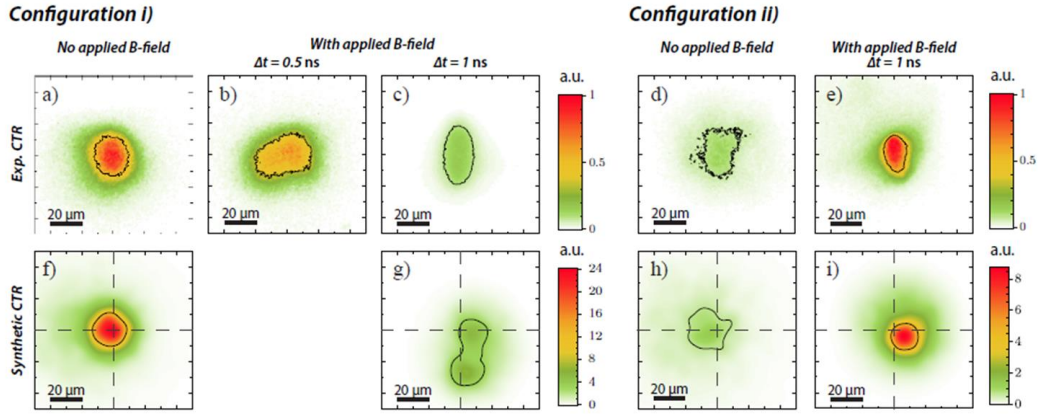 Configuration i)
Configuration ii)
No applied B-field
With applied B-field
Δt = 0.5 ns
Δt = 1 ns
No applied B-field
With applied B-field
Δt = 1 ns
Exp. CTR
a)
20 µm
b)
20 µm
c)
20 µm
a.u.
1
0.5
0
d)
20 µm
e)
20 µm
a.u.
1
0.5
0
Synthetic CTR
f)
20 µm
g)
20 µm
a.u.
24
20
16
12
8
4
0
h)
20 µm
i)
20 µm
a.u.
8
6
4
2
0